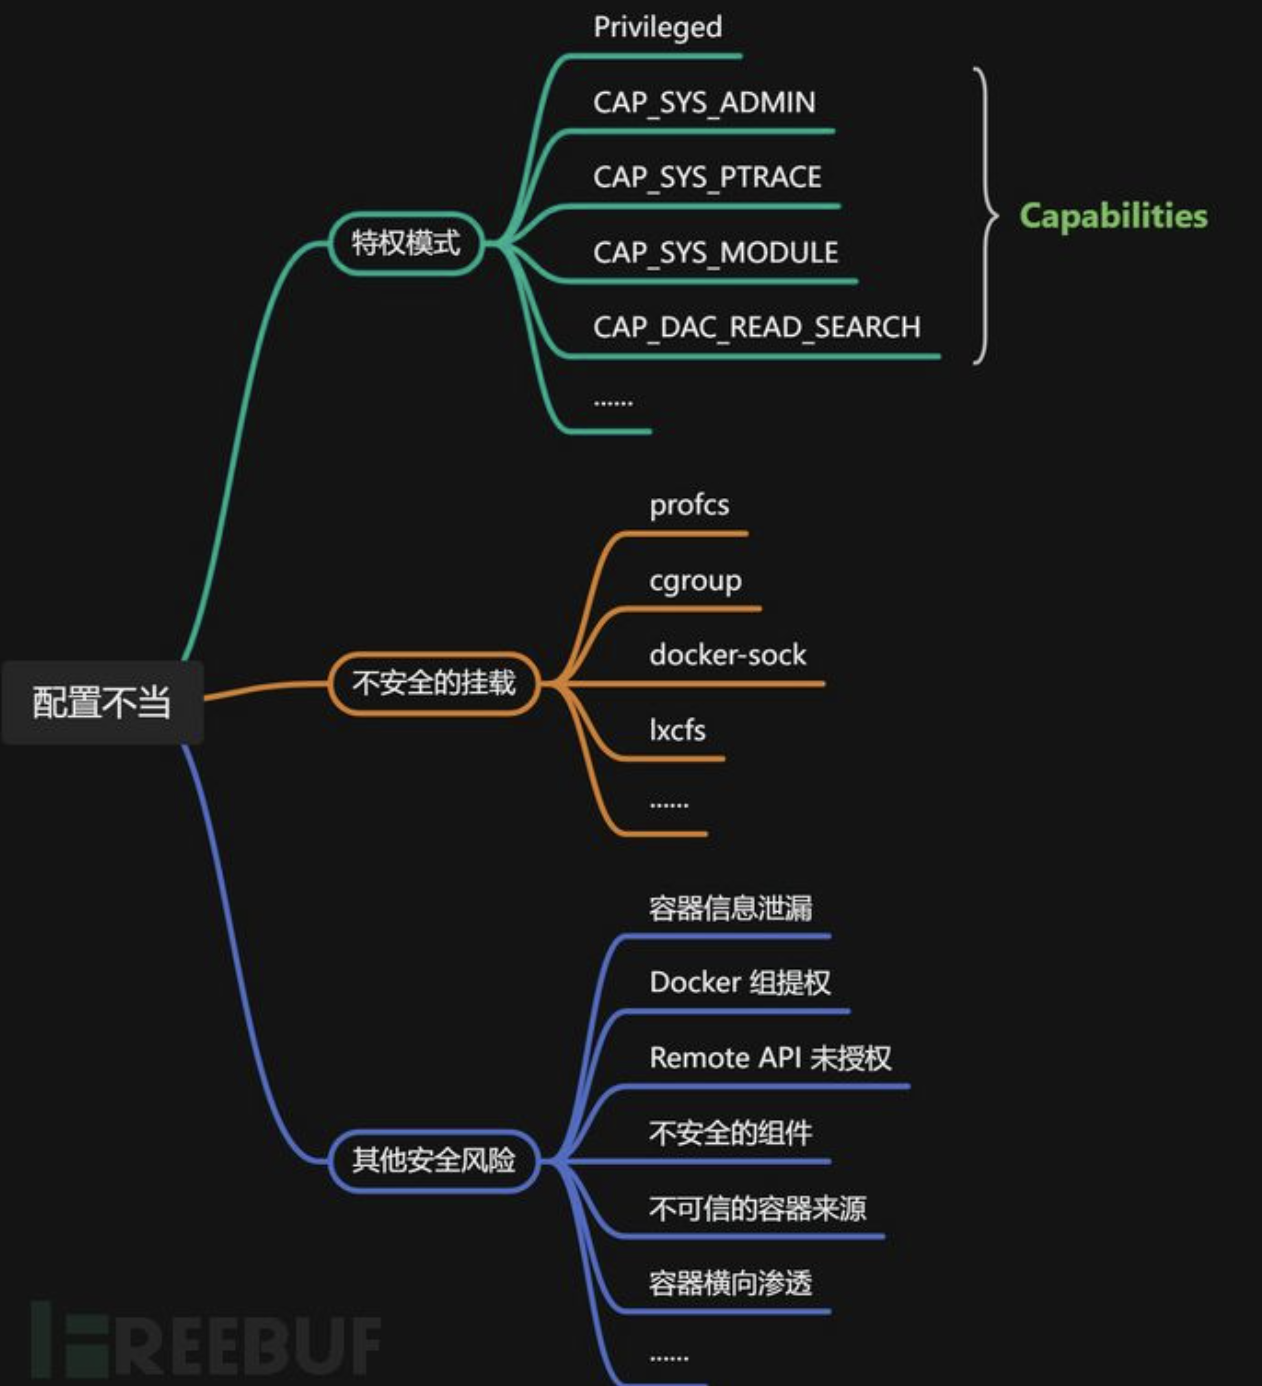 Privileged
CAP_SYS_ADMIN
CAP_SYS_PTRACE
CAP_SYS_MODULE
CAP_DAC_READ_SEARCH
......
特权模式
Capabilities
profcs
cgroup
docker-sock
lxcfs
......
不安全的挂载
配置不当
容器信息泄漏
Docker 组提权
Remote API 未授权
不安全的组件
不可信的容器来源
容器横向渗透
......
其他安全风险
FREEBUF